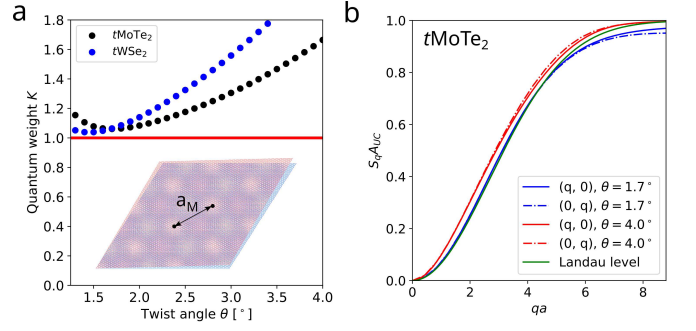 a
tMoTe₂
tWSe₂
Quantum weight K
1.8
1.6
1.4
1.2
1.0
0.8
0.6
0.4
0.2
0.0
a_M
1.5
2.0
2.5
3.0
3.5
4.0
Twist angle θ [°]
b
tMoTe₂
S_qA_UC
1.0
0.8
0.6
0.4
0.2
0.0
(q, 0), θ = 1.7°
(0, q), θ = 1.7°
(q, 0), θ = 4.0°
(0, q), θ = 4.0°
Landau level
0
2
4
6
8
qa